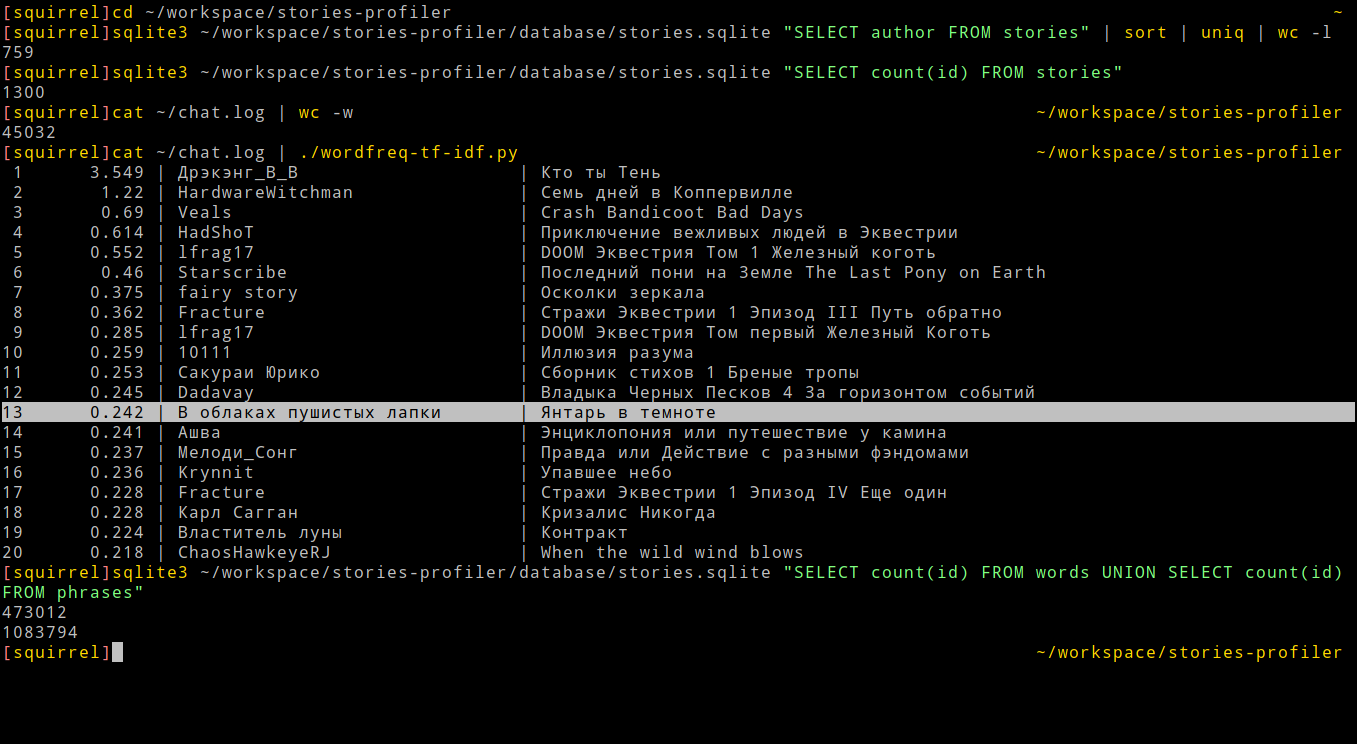 [squirrel]cd ~/workspace/stories-profiler ~
[squirrel]sqlite3 ~/workspace/stories-profiler/database/stories.sqlite "SELECT author FROM stories" | sort | uniq | wc -l
759
[squirrel]sqlite3 ~/workspace/stories-profiler/database/stories.sqlite "SELECT count(id) FROM stories"
1300
[squirrel]cat ~/chat.log | wc -w ~/workspace/stories-profiler
45032
[squirrel]cat ~/chat.log | ./wordfreq-tf-idf.py ~/workspace/stories-profiler
1 3.549 | Дрэкэнг_В_В | Кто ты Тень
2 1.22 | HardwareWitchman | Семь дней в Коппервилле
3 0.69 | Veals | Crash Bandicoot Bad Days
4 0.614 | HadShoT | Приключение вежливых людей в Эквестрии
5 0.552 | lfrag17 | DOOM Эквестрия Том 1 Железный коготь
6 0.46 | Starscribe | Последний пони на Земле The Last Pony on Earth
7 0.375 | fairy story | Осколки зеркала
8 0.362 | Fracture | Стражи Эквестрии 1 Эпизод III Путь обратно
9 0.285 | lfrag17 | DOOM Эквестрия Том первый Железный Коготь
10 0.259 | 10111 | Иллюзия разума
11 0.253 | Сакураи Юрико | Сборник стихов 1 Бреные тропы
12 0.245 | Dadavay | Владыка Черных Песков 4 За горизонтом событий
13 0.242 | В облаках пушистых лапки | Янтарь в темноте
14 0.241 | Ашва | Энциклопония или путешествие у камина
15 0.237 | Мелоди_Сонг | Правда или Действие с разными фэндомами
16 0.236 | Krynnit | Упавшее небо
17 0.228 | Fracture | Стражи Эквестрии 1 Эпизод IV Еще один
18 0.228 | Карл Сагган | Кризалис Никогда
19 0.224 | Властитель луны | Контракт
20 0.218 | ChaosHawkeyeRJ | When the wild wind blows
[squirrel]sqlite3 ~/workspace/stories-profiler/database/stories.sqlite "SELECT count(id) FROM words UNION SELECT count(id)
FROM phrases"
473012
1083794
[squirrel] ~/workspace/stories-profiler